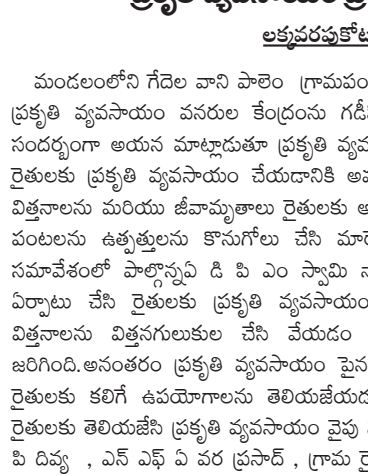 లక్కవరపుకోట
మండలంలోని గేదెల వాని పాలెం గ్రామపం
ప్రకృతి వ్యవసాయం వనరుల కేంద్రంను గడీ
సందర్భంగా అయన మాట్లాడుతూ ప్రకృతి వ్యవ
రైతులకు ప్రకృతి వ్యవసాయం చేయడానికి అవ
విత్తనాలను మరియు జీవామృతాలు రైతులకు అ
పంటలను ఉత్పత్తులను కొనుగోలు చేసి మార్
సమావేశంలో పాల్గొన్నఏ డి పి ఎం స్వామి న
ఏర్పాటు చేసి రైతులకు ప్రకృతి వ్యవసాయం
విత్తనాలను విత్తనగులుకుల చేసి వేయడం
జరిగింది.అనంతరం ప్రకృతి వ్యవసాయం పైన
రైతులకు కలిగే ఉపయోగాలను తెలియజేయడ
రైతులకు తెలియజేసి ప్రకృతి వ్యవసాయం వైపు
పి దివ్య , ఎన్ ఎఫ్ ఏ వర ప్రసాద్ , గ్రామ రై